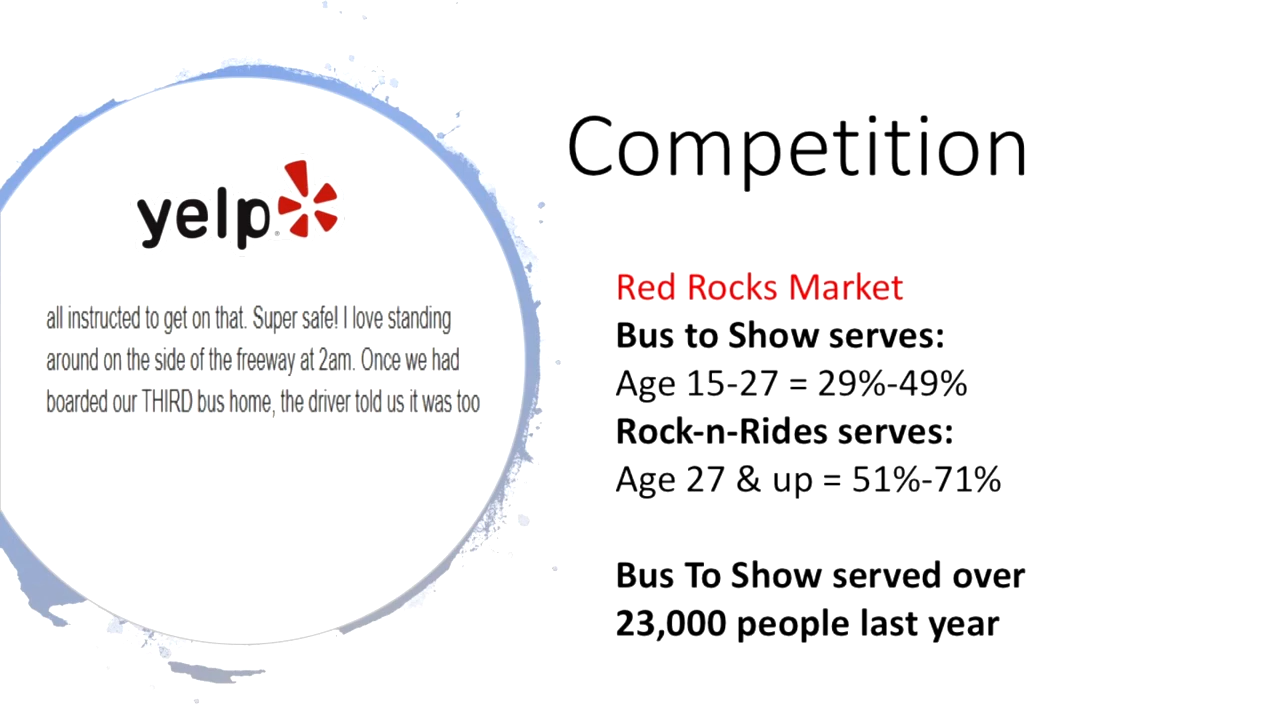 yelp
all instructed to get on that. Super safe! I love standing
around on the side of the freeway at 2am. Once we had
boarded our THIRD bus home, the driver told us it was too
Competition
Red Rocks Market
Bus to Show serves:
Age 15-27 = 29%-49%
Rock-n-Rides serves:
Age 27 & up = 51%-71%
Bus To Show served over
23,000 people last year